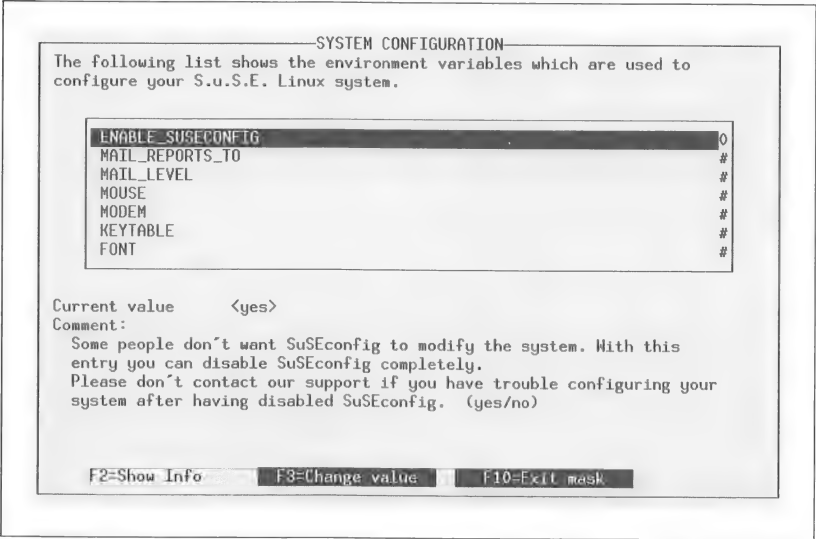 SYSTEM CONFIGURATION
The following list shows the environment variables which are used to
configure your S.u.S.E. Linux system.
ENABLE_SUSECONFIG 0
MAIL_REPORTS_TO #
MAIL_LEVEL #
MOUSE #
MODEM #
KEYTABLE #
FONT #
Current value <yes>
Comment:
Some people don´t want SuSEconfig to modify the system. With this
entry you can disable SuSEconfig completely.
Please don´t contact our support if you have trouble configuring your
system after having disabled SuSEconfig. (yes/no)
F2=Show Info F3=Change value F10=Exit mask